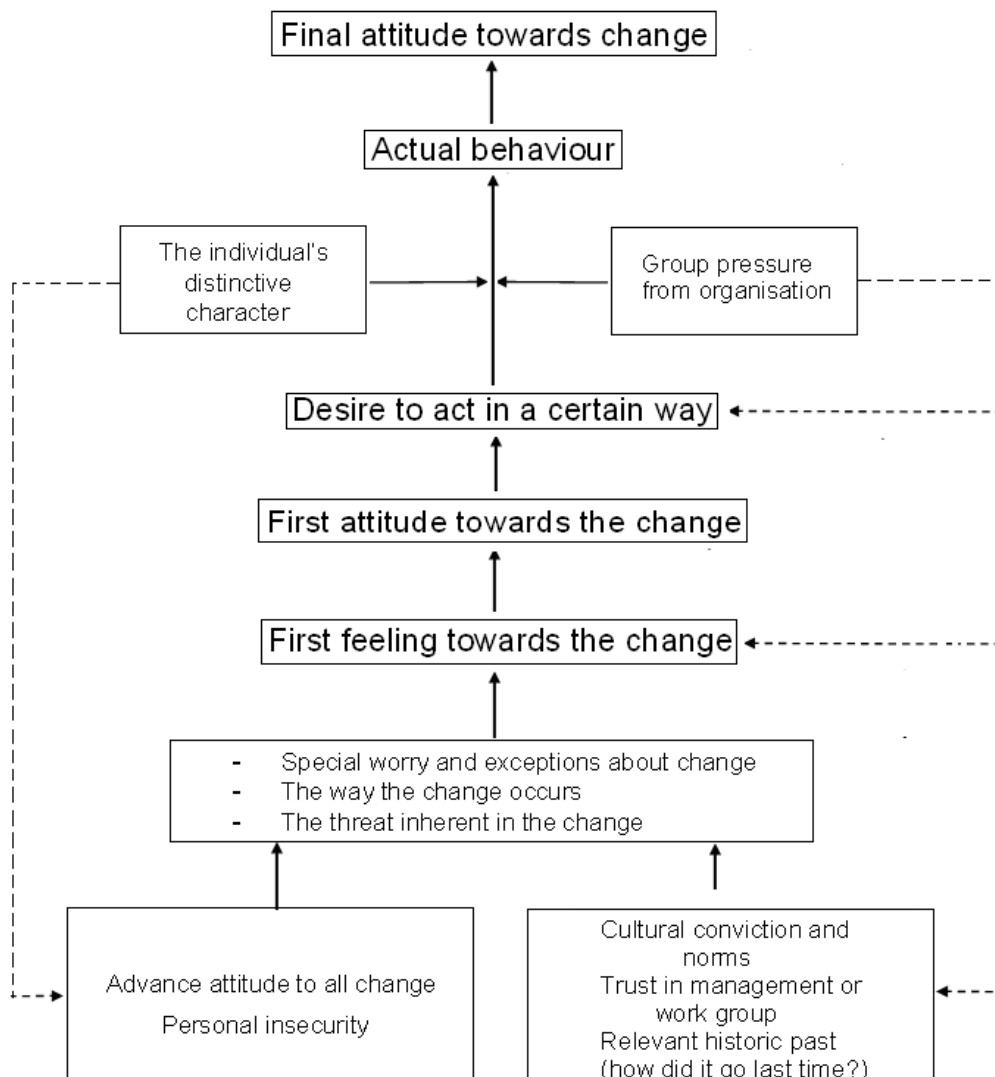 Final attitude towards change
Actual behaviour
The individual's
distinctive
character
Group pressure
from organisation
Desire to act in a certain way
First attitude towards the change
First feeling towards the change
- Special worry and exceptions about change
- The way the change occurs
- The threat inherent in the change
Advance attitude to all change
Personal insecurity
Cultural conviction and
norms
Trust in management or
work group
Relevant historic past
(how did it go last time?)